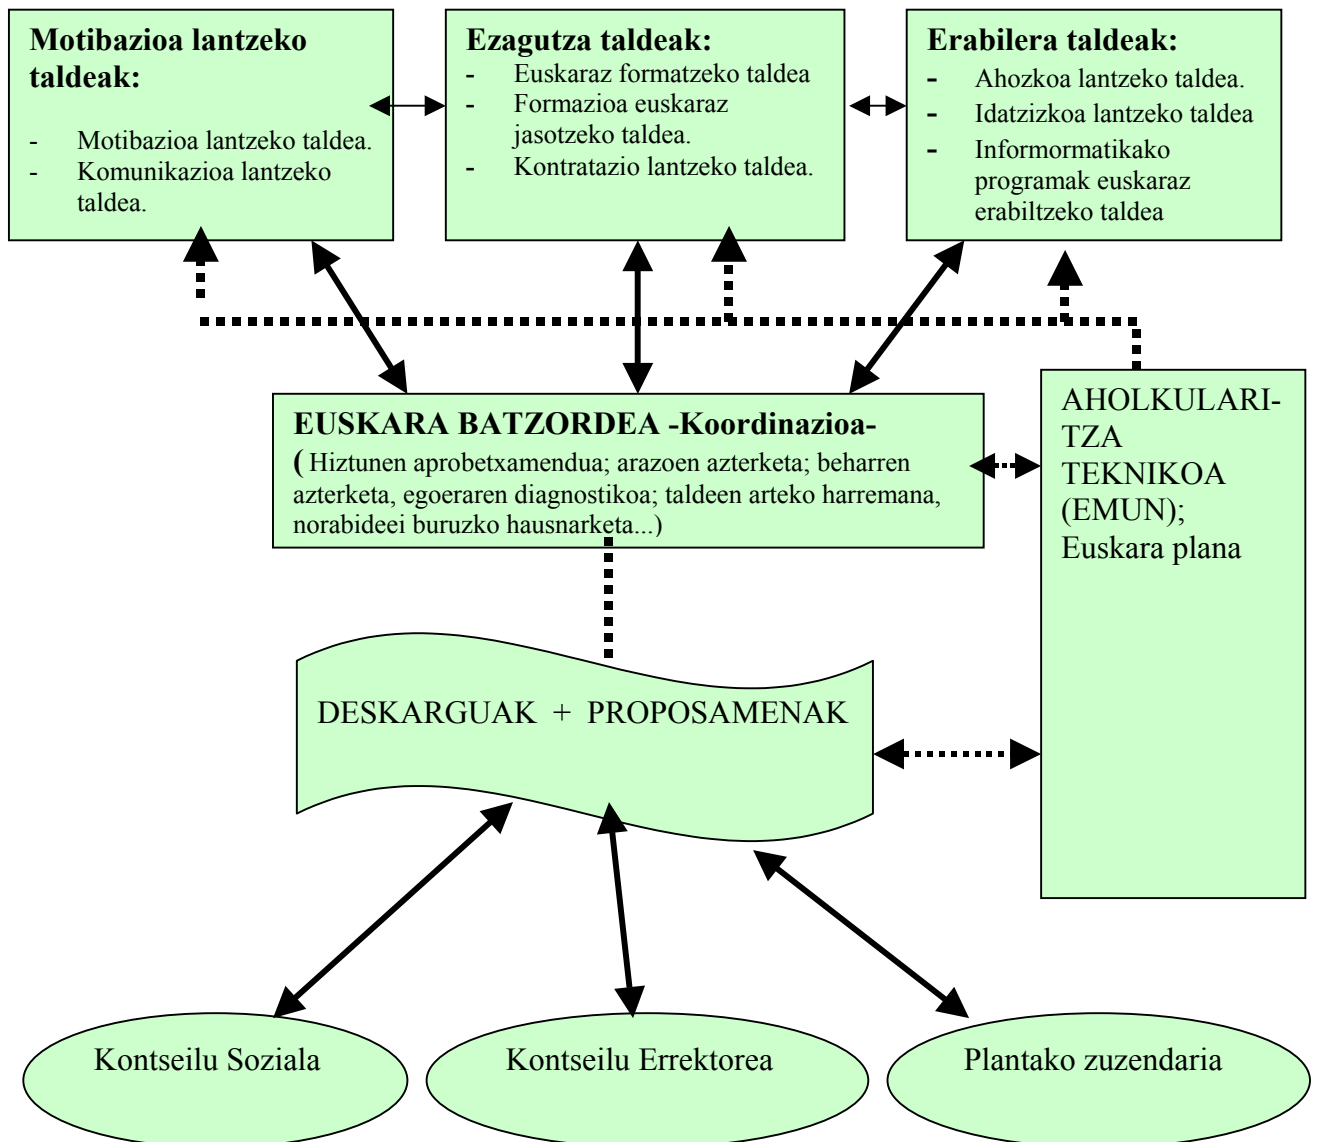 Motibazioa lantzeko
taldeak:
- Motibazioa lantzeko taldea.
- Komunikazioa lantzeko
taldea.
Ezagutza taldeak:
- Euskaraz formatzeko taldea
- Formazioa euskaraz
jasotzeko taldea.
- Kontratazio lantzeko taldea.
Erabilera taldeak:
- Ahozkoa lantzeko taldea.
- Idatzizkoa lantzeko taldea
- Informormatikako
programak euskaraz
erabiltzeko taldea
EUSKARA BATZORDEA -Koordinazioa-
( Hiztunen aprobetxamendua; arazoen azterketa; beharren
azterketa, egoeraren diagnostikoa; taldeen arteko harremana,
norabideei buruzko hausnarketa...)
AHOLKULARI-
TZA
TEKNIKOA
(EMUN);
Euskara plana
DESKARGUAK + PROPOSAMENAK
Kontseilu Soziala
Kontseilu Errektorea
Plantako zuzendaria